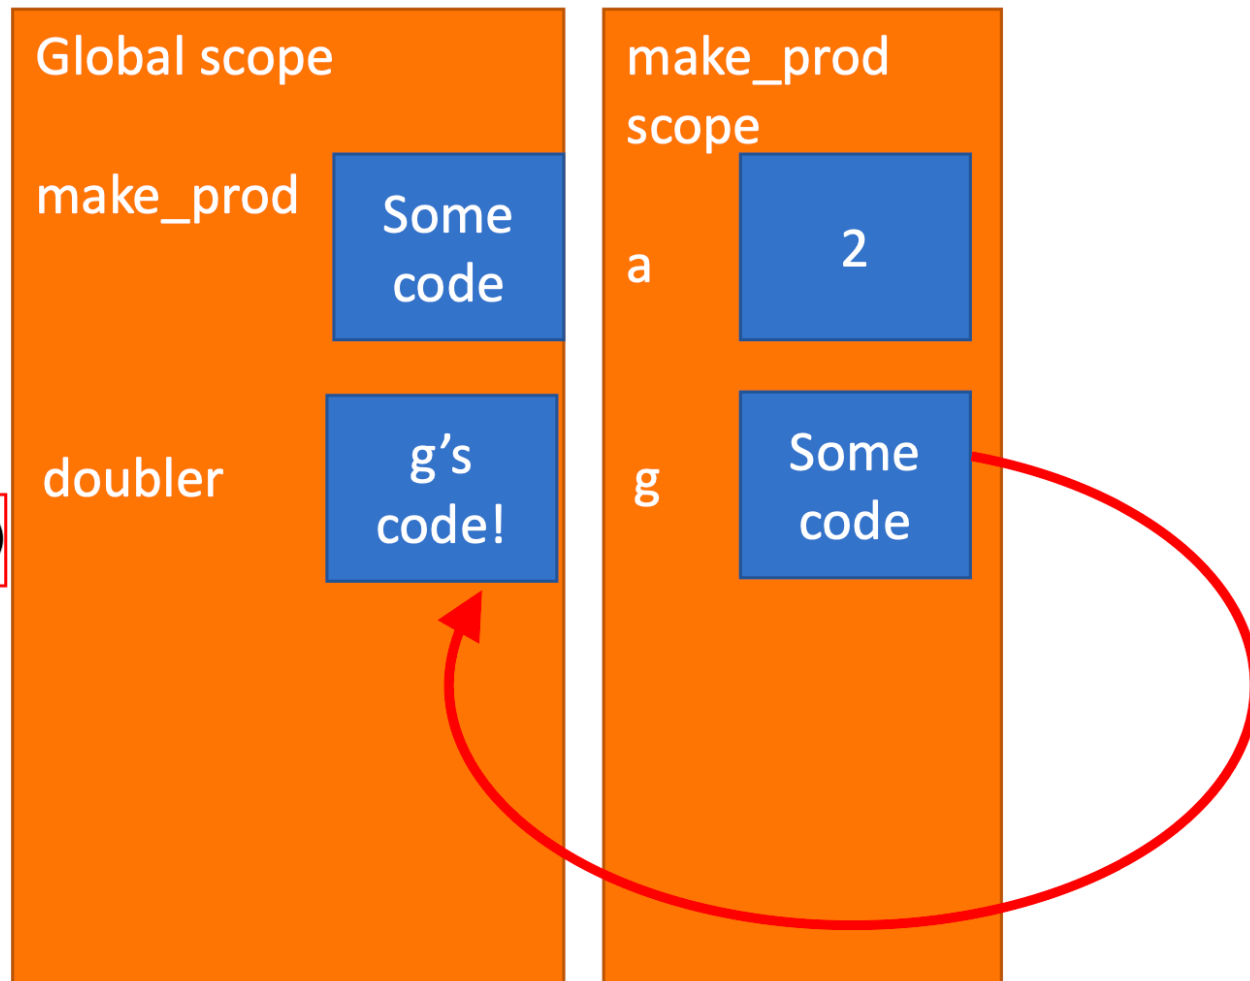 Global scope
make_prod
Some
code
doubler
g’s
code!
make_prod
scope
a
2
g
Some
code